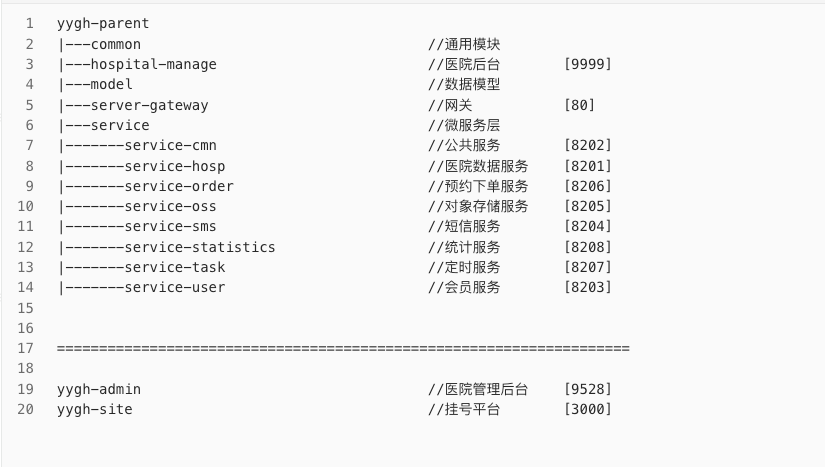 1 yygh-parent
2 |---common //通用模块
3 |---hospital-manage //医院后台 [9999]
4 |---model //数据模型
5 |---server-gateway //网关 [80]
6 |---service //微服务层
7 |-------service-cmn //公共服务 [8202]
8 |-------service-hosp //医院数据服务 [8201]
9 |-------service-order //预约下单服务 [8206]
10 |-------service-oss //对象存储服务 [8205]
11 |-------service-sms //短信服务 [8204]
12 |-------service-statistics //统计服务 [8208]
13 |-------service-task //定时服务 [8207]
14 |-------service-user //会员服务 [8203]
15
16
17 ====================================================================
18
19 yygh-admin //医院管理后台 [9528]
20 yygh-site //挂号平台 [3000]